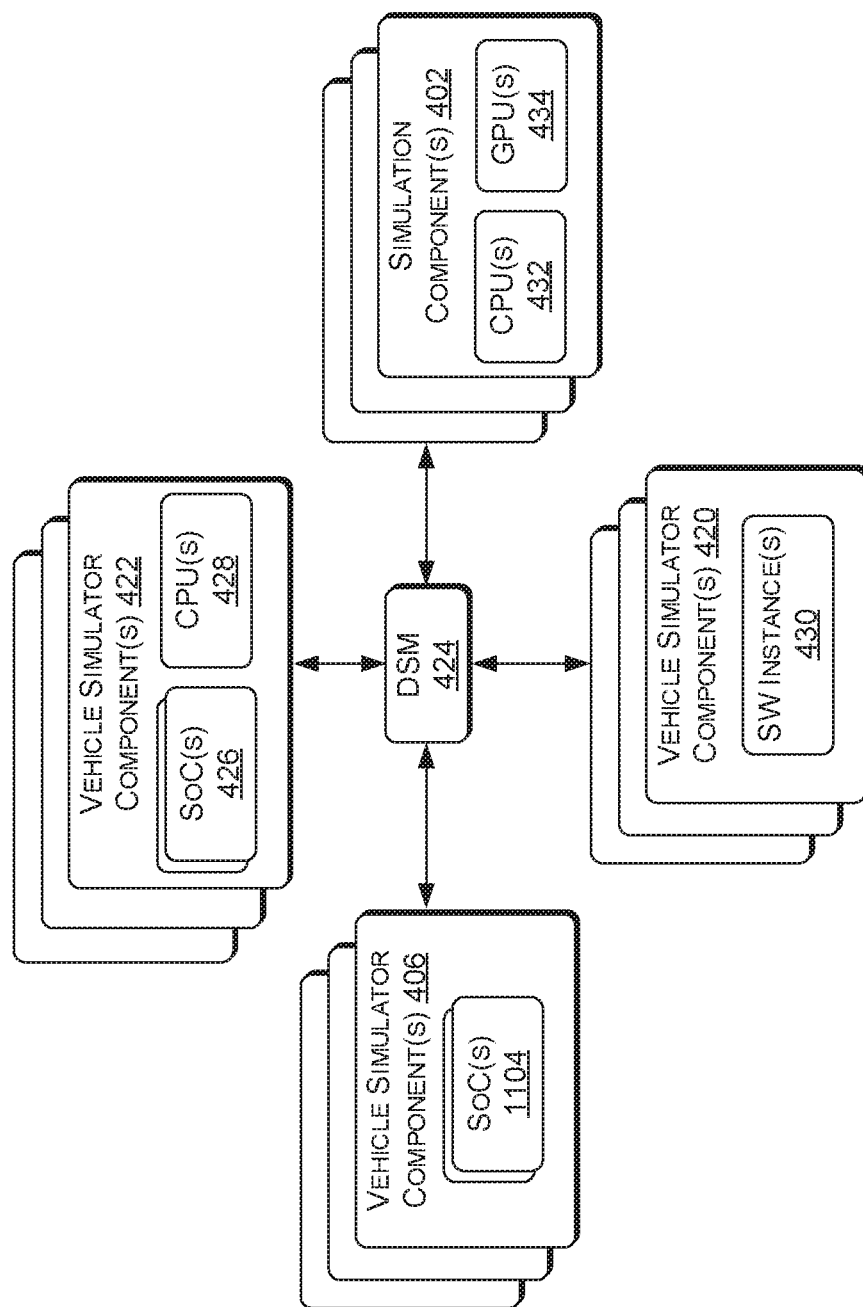 VEHICLE SIMULATOR
COMPONENT(S) 422
SOC(S)
426
CPU(S)
428
VEHICLE SIMULATOR
COMPONENT(S) 406
SOC(S)
1104
DSM
424
SIMULATION
COMPONENT(S) 402
CPU(S)
432
GPU(S)
434
VEHICLE SIMULATOR
COMPONENT(S) 420
SW INSTANCE(S)
430